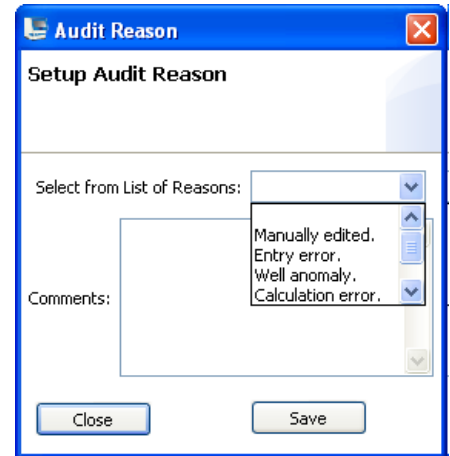 Audit Reason
Setup Audit Reason
Select from List of Reasons:
Manually edited.
Entry error.
Well anomaly.
Calculation error.
Comments:
Close
Save